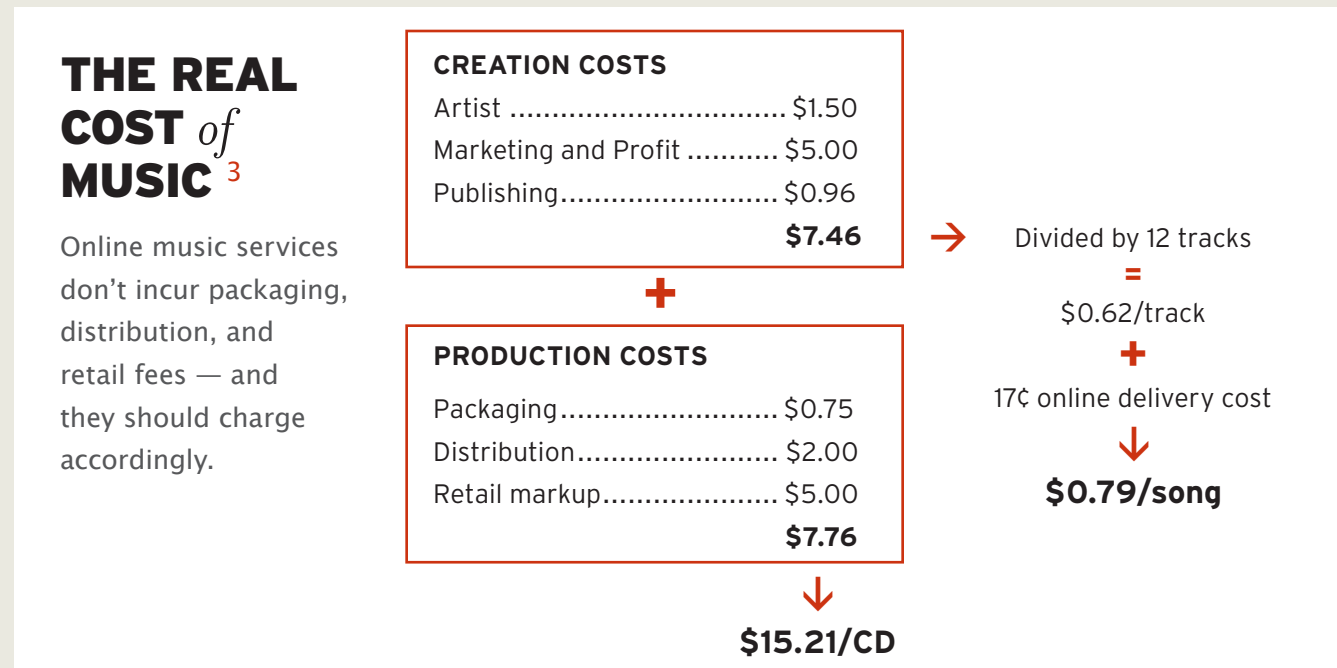 THE REAL
COST of
MUSIC 3
Online music services
don’t incur packaging,
distribution, and
retail fees — and
they should charge
accordingly.
CREATION COSTS
Artist ................................. $1.50
Marketing and Profit ........... $5.00
Publishing.......................... $0.96
$7.46
+
PRODUCTION COSTS
Packaging.......................... $0.75
Distribution........................ $2.00
Retail markup..................... $5.00
$7.76
↓
$15.21/CD
→ Divided by 12 tracks
=
$0.62/track
+
17¢ online delivery cost
↓
$0.79/song